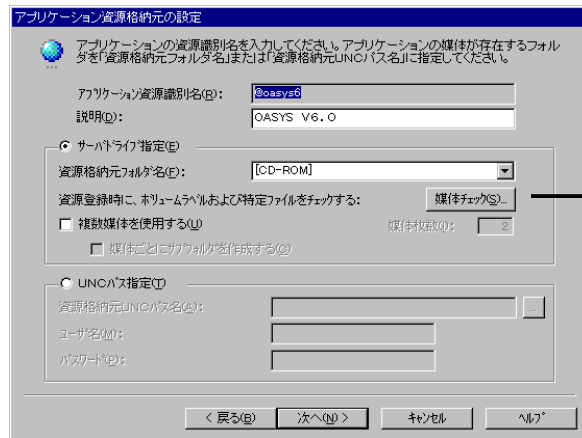 アプリケーション資源格納元の設定
アプリケーションの資源識別名を入力してください。アプリケーションの媒体が存在するフォル
ダを「資源格納元フォルダ名」または「資源格納元UNCパス名」に指定してください。
アプリケーション資源識別名(R): @oasys6
説明(D): OASYS V6.0
サーバドライブ指定(E)
資源格納元フォルダ名(F): [CD-ROM]
資源登録時に、ボリュームラベルおよび特定ファイルをチェックする: 媒体チェック(S)...
複数媒体を使用する(U) 媒体枚数(I): 2
媒体ごとにサブフォルダを作成する(C)
UNCパス指定(T)
資源格納元UNCパス名(A): ...
ユーザ名(M):
パスワード(P):
< 戻る(B) 次へ(N) > キャンセル ヘルプ